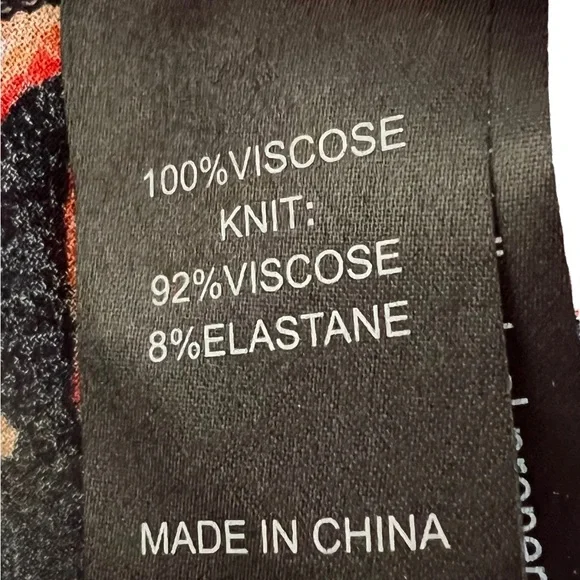 100%VISCOSE
KNIT:
92%VISCOSE
8%ELASTANE
MADE IN CHINA